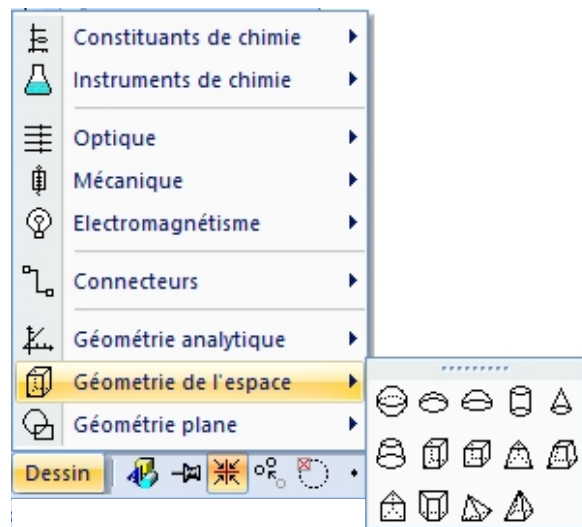 Constituants de chimie
Instruments de chimie
Optique
Mécanique
Electromagnétisme
Connecteurs
Géométrie analytique
Géometrie de l'espace
Géométrie plane
Dessin